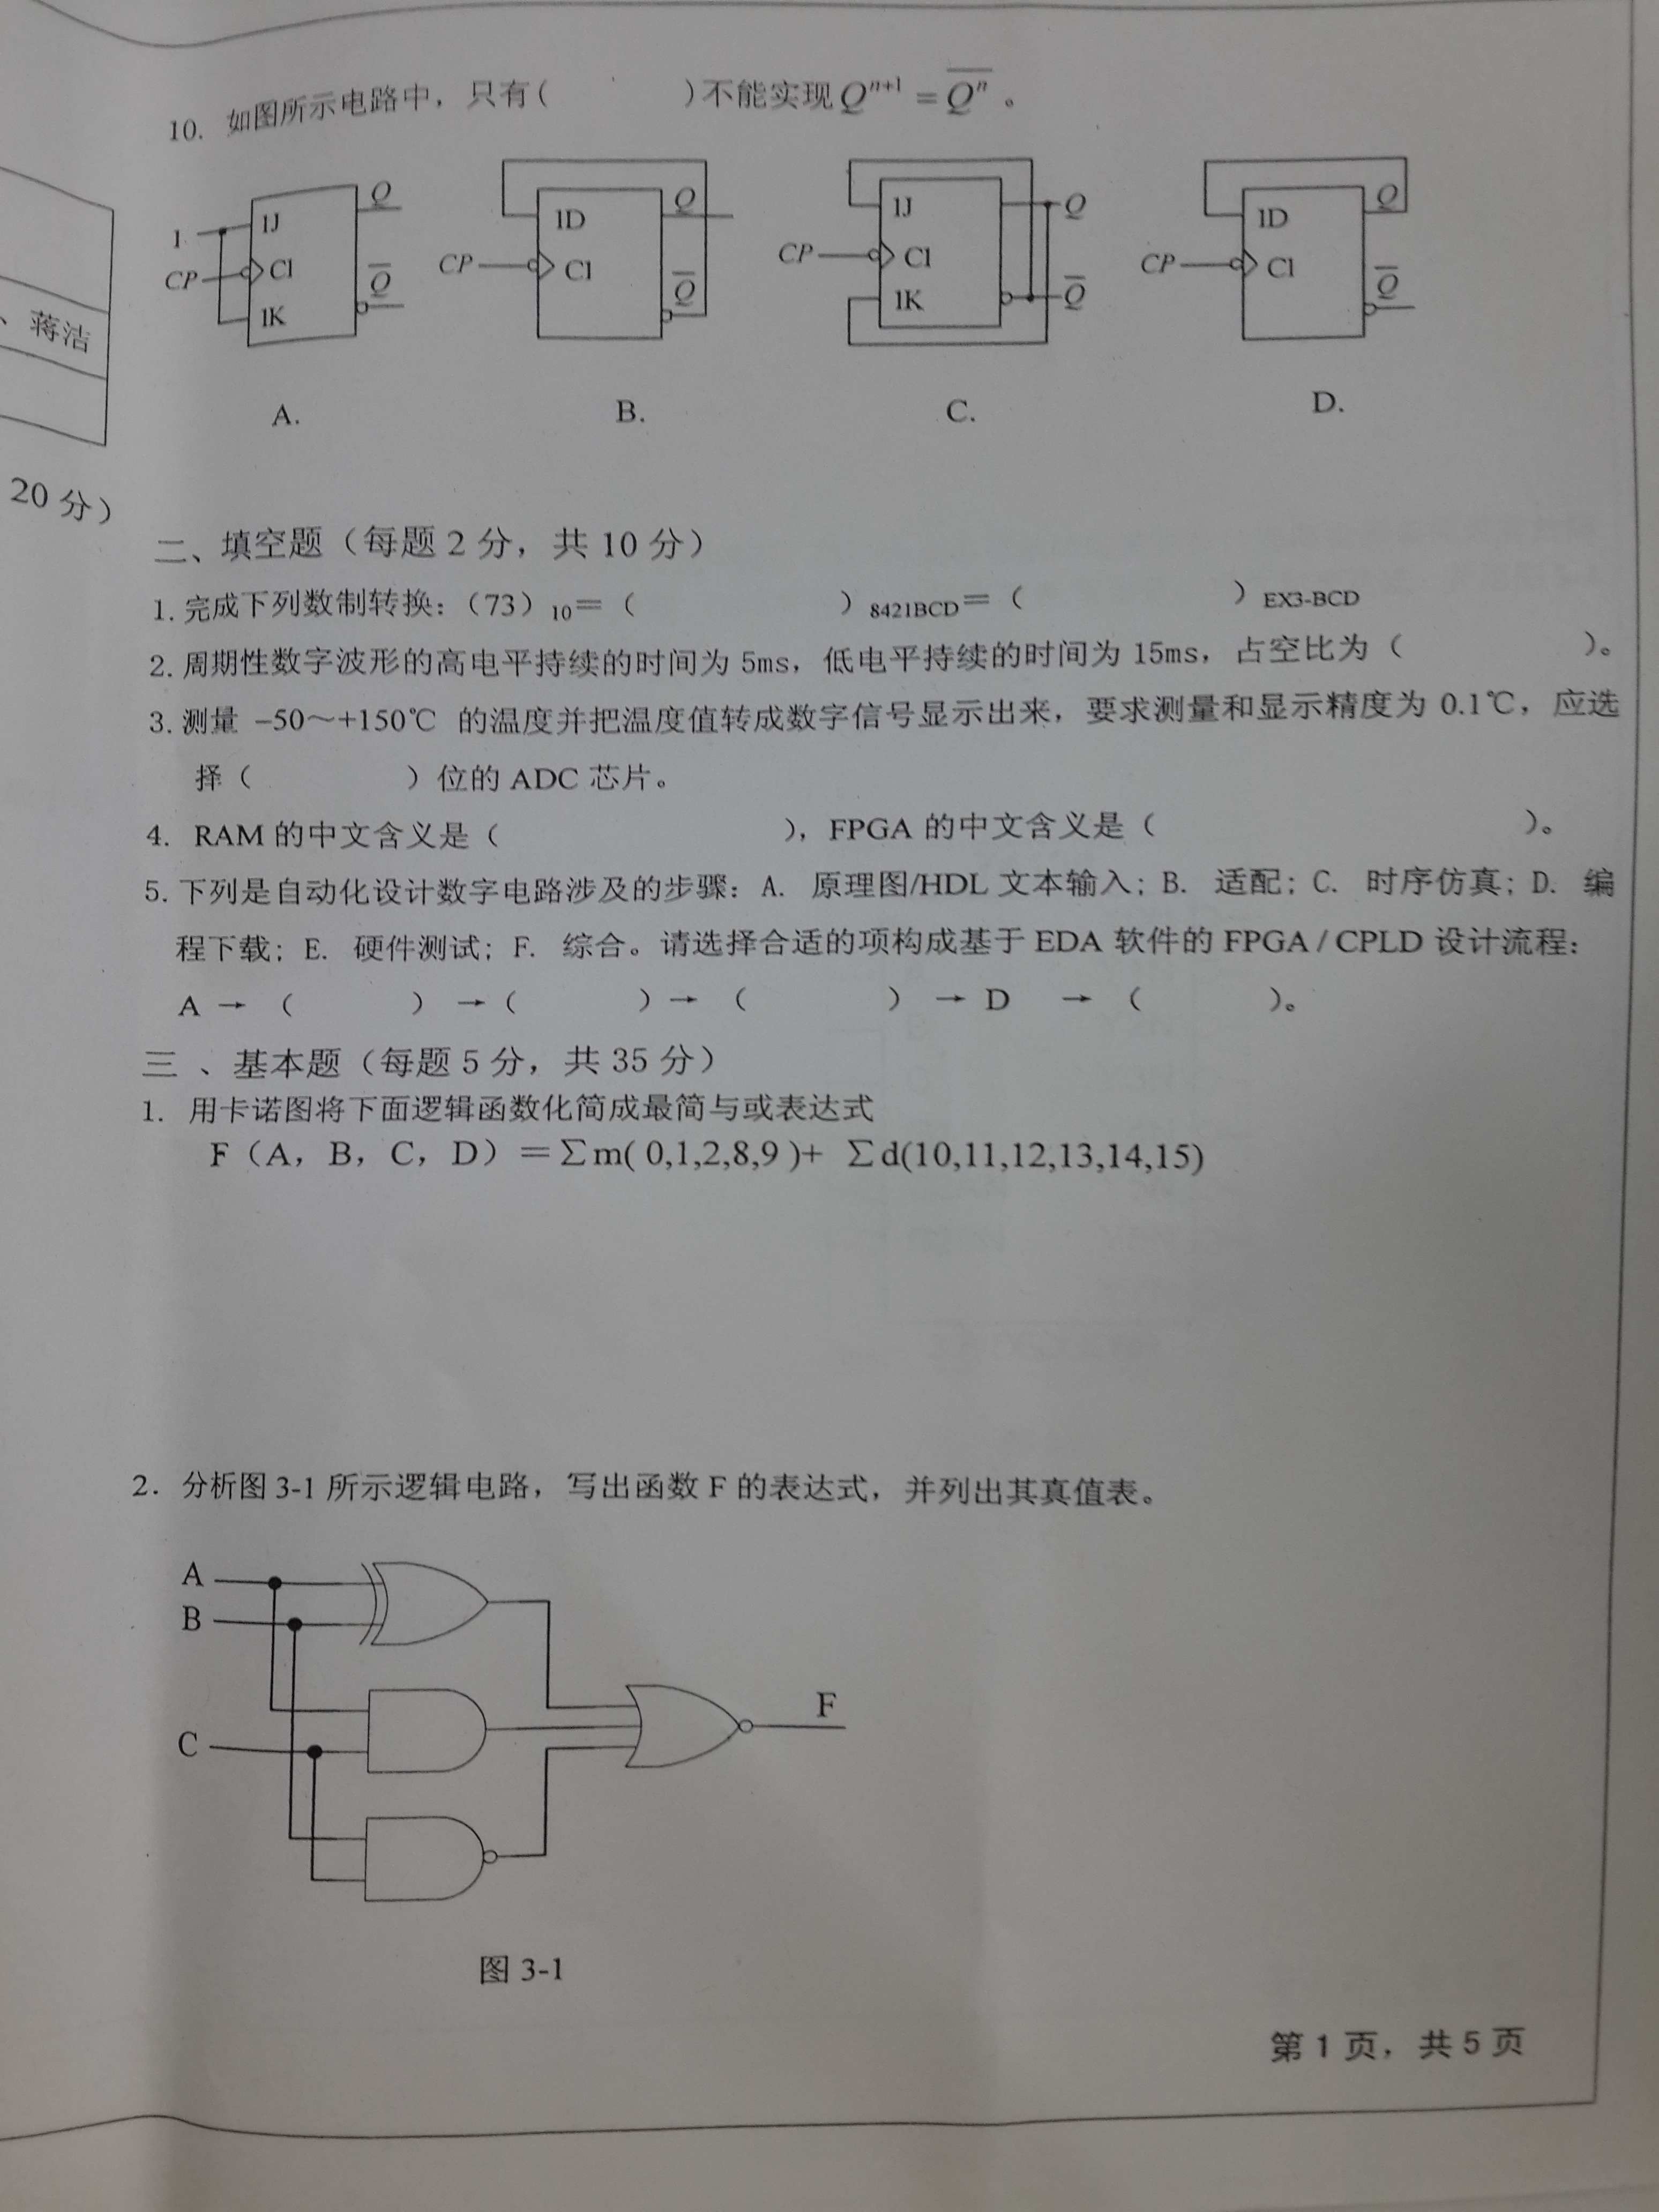 、蒋洁
20 分）
10. 如图所示电路中，只有(　　)不能实现 Q^{n+1} = \overline{Q^n} 。
1 CP 1J C1 1K Q \overline{Q}
CP 1D C1 Q \overline{Q}
CP 1J C1 1K Q \overline{Q}
CP 1D C1 Q \overline{Q}
A. B. C. D.
二、填空题（每题 2 分，共 10 分）
1. 完成下列数制转换：（73）10＝（　　）8421BCD＝（　　）EX3-BCD
2. 周期性数字波形的高电平持续的时间为 5ms，低电平持续的时间为 15ms，占空比为（　　）。
3. 测量 −50～+150℃ 的温度并把温度值转成数字信号显示出来，要求测量和显示精度为 0.1℃，应选
择（　　）位的 ADC 芯片。
4. RAM 的中文含义是（　　），FPGA 的中文含义是（　　）。
5. 下列是自动化设计数字电路涉及的步骤：A. 原理图/HDL 文本输入；B. 适配；C. 时序仿真；D. 编
程下载；E. 硬件测试；F. 综合。请选择合适的项构成基于 EDA 软件的 FPGA / CPLD 设计流程：
A →（　　）→（　　）→（　　）→ D →（　　）。
三 、基本题（每题 5 分，共 35 分）
1. 用卡诺图将下面逻辑函数化简成最简与或表达式
F（A，B，C，D）＝∑m( 0,1,2,8,9 )+ ∑d(10,11,12,13,14,15)
2. 分析图 3-1 所示逻辑电路，写出函数 F 的表达式，并列出其真值表。
A
B
F
C
图 3-1
第 1 页，共 5 页